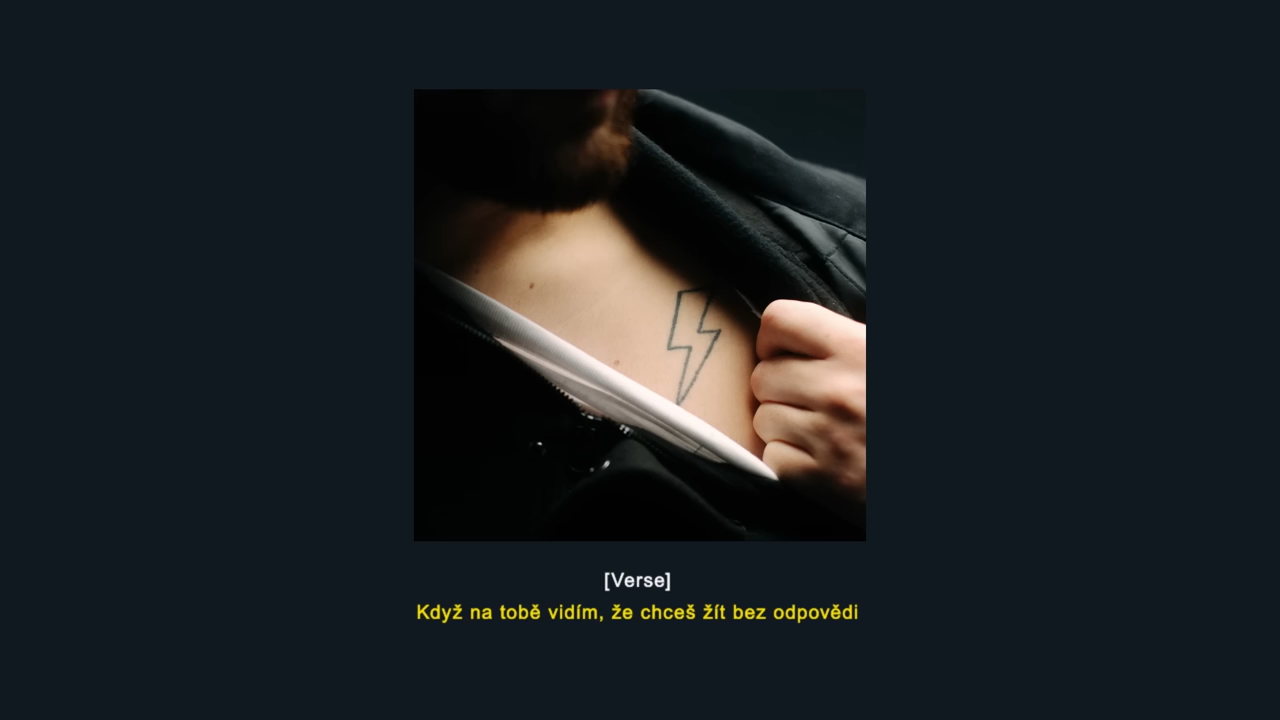 [Verse]
Když na tobě vidím, že chceš žít bez odpovědi